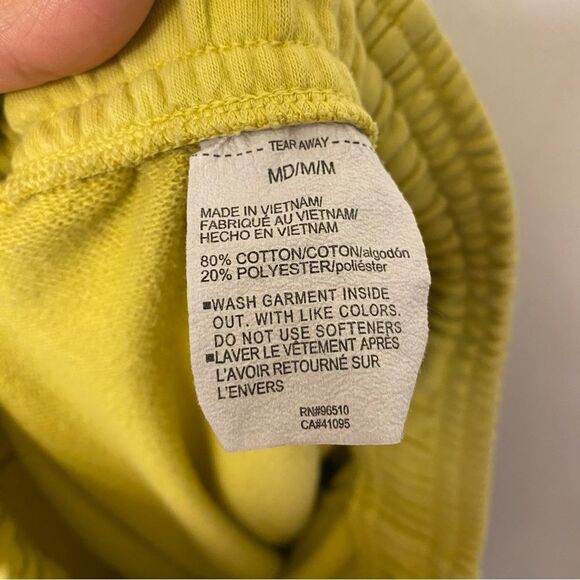 TEAR AWAY
MD/M/M
MADE IN VIETNAM/
FABRIQUÉ AU VIETNAM/
HECHO EN VIETNAM
80% COTTON/COTON/algodón
20% POLYESTER/poliéster
▪WASH GARMENT INSIDE
OUT. WITH LIKE COLORS.
DO NOT USE SOFTENERS
▪LAVER LE VÊTEMENT APRÈS
L'AVOIR RETOURNÉ SUR
L'ENVERS
RN#96510
CA#41095